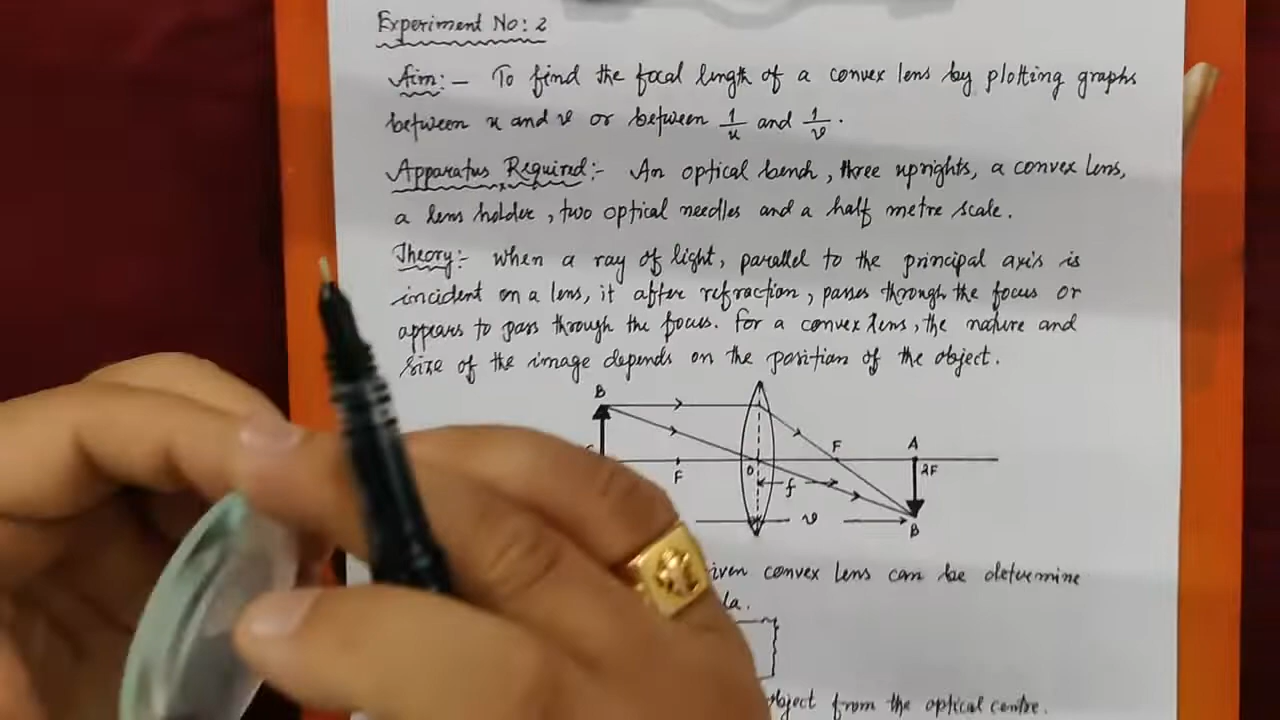 Experiment No: 2
Aim:- To find the focal length of a convex lens by plotting graphs
between u and v or between 1/u and 1/v.
Apparatus Required:- An optical bench, three uprights, a convex lens,
a lens holder, two optical needles and a half metre scale.
Theory:- when a ray of light, parallel to the principal axis is
incident on a lens, it after refraction, passes through the focus or
appears to pass through the focus. For a convex lens, the nature and
size of the image depends on the position of the object.
B
F A
F O 2F
f
v
B
convex lens can be determine
object from the optical centre.